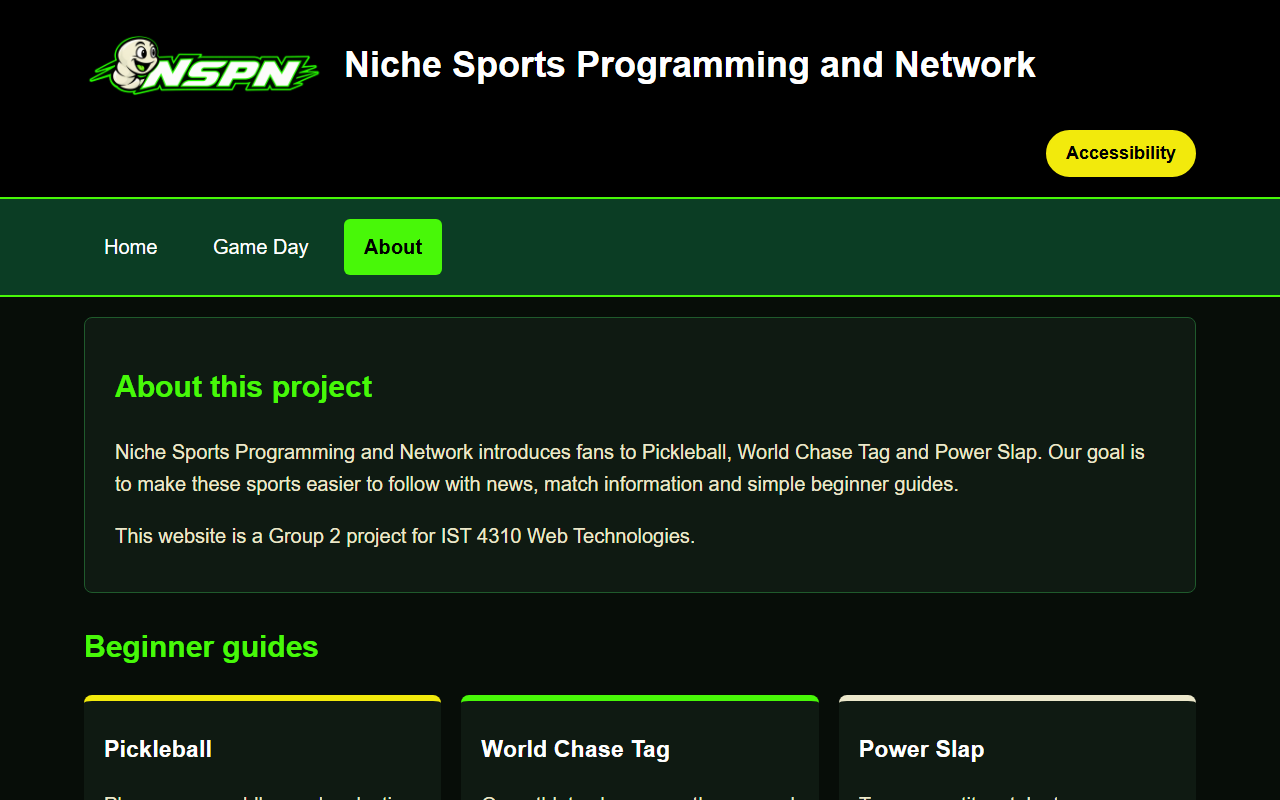 NSPN
Niche Sports Programming and Network
Accessibility
Home
Game Day
About
About this project
Niche Sports Programming and Network introduces fans to Pickleball, World Chase Tag and Power Slap. Our goal is
to make these sports easier to follow with news, match information and simple beginner guides.
This website is a Group 2 project for IST 4310 Web Technologies.
Beginner guides
Pickleball
World Chase Tag
Power Slap